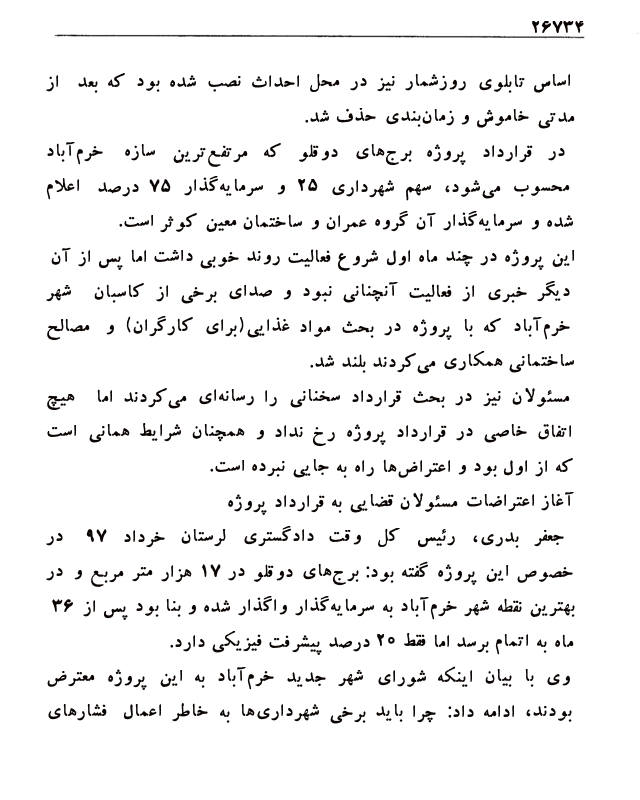 ۲۶۷۳۴
اساس تابلوی روزشمار نیز در محل احداث نصب شده بود که بعد از
مدتی خاموش و زمان‌بندی حذف شد.
در قرارداد پروژه برج‌های دوقلو که مرتفع‌ترین سازه خرم‌آباد
محسوب می‌شود، سهم شهرداری ۲۵ و سرمایه‌گذار ۷۵ درصد اعلام
شده و سرمایه‌گذار آن گروه عمران و ساختمان معین کوثر است.
این پروژه در چند ماه اول شروع فعالیت روند خوبی داشت اما پس از آن
دیگر خبری از فعالیت آنچنانی نبود و صدای برخی از کاسبان شهر
خرم‌آباد که با پروژه در بحث مواد غذایی(برای کارگران) و مصالح
ساختمانی همکاری می‌کردند بلند شد.
مسئولان نیز در بحث قرارداد سخنانی را رسانه‌ای می‌کردند اما هیچ
اتفاق خاصی در قرارداد پروژه رخ نداد و همچنان شرایط همانی است
که از اول بود و اعتراض‌ها راه به جایی نبرده است.
آغاز اعتراضات مسئولان قضایی به قرارداد پروژه
جعفر بدری، رئیس کل وقت دادگستری لرستان خرداد ۹۷ در
خصوص این پروژه گفته بود: برج‌های دوقلو در ۱۷ هزار متر مربع و در
بهترین نقطه شهر خرم‌آباد به سرمایه‌گذار واگذار شده و بنا بود پس از ۳۶
ماه به اتمام برسد اما فقط ۲۰ درصد پیشرفت فیزیکی دارد.
وی با بیان اینکه شورای شهر جدید خرم‌آباد به این پروژه معترض
بودند، ادامه داد: چرا باید برخی شهرداری‌ها به خاطر اعمال فشارهای